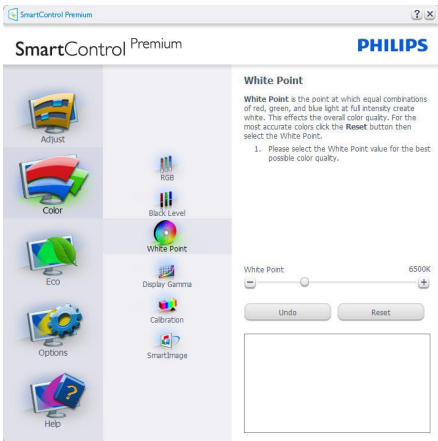 SmartControl Premium
SmartControl Premium
PHILIPS
Adjust
Color
Eco
Options
Help
RGB
Black Level
White Point
Display Gamma
Calibration
SmartImage
White Point
White Point is the point at which equal combinations
of red, green, and blue light at full intensity create
white. This effects the overall color quality. For the
most accurate colors click the Reset button then
select the White Point.
1. Please select the White Point value for the best
possible color quality.
White Point 6500K
Undo Reset